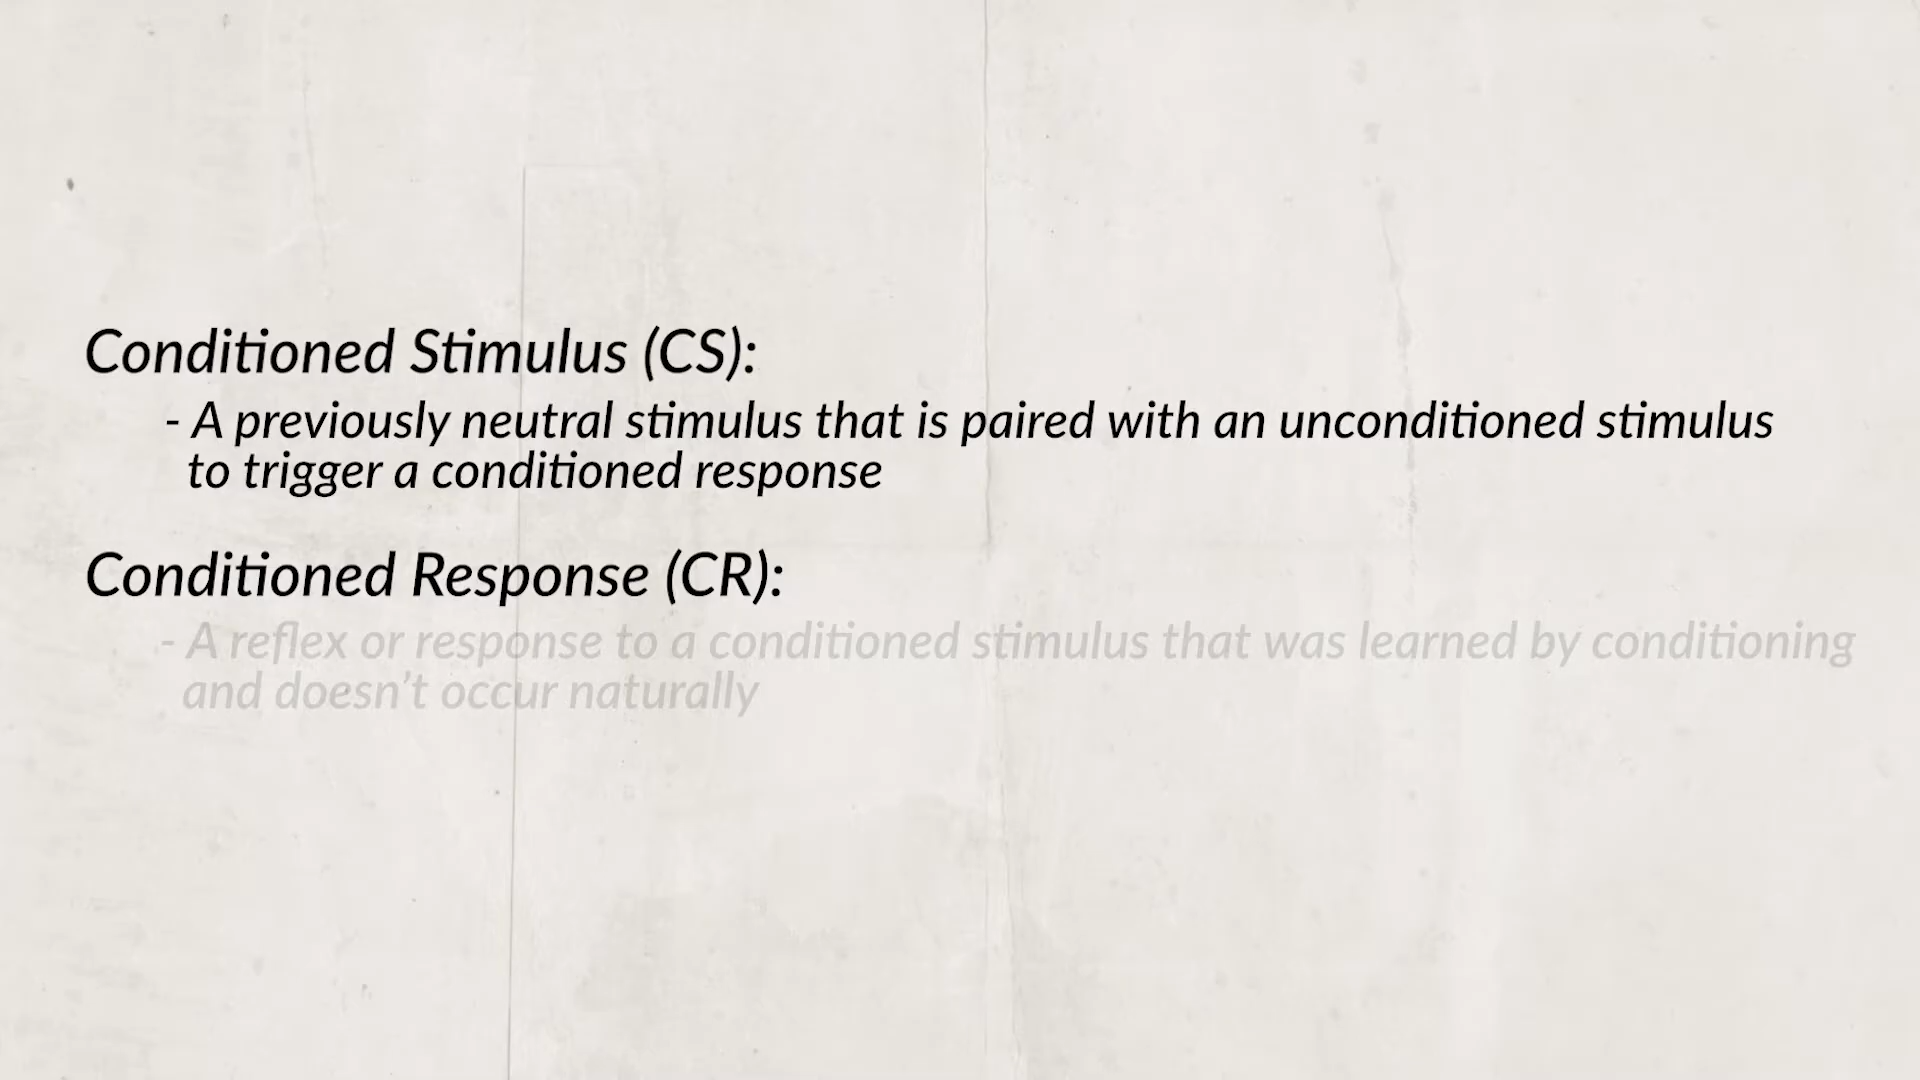 Conditioned Stimulus (CS):
- A previously neutral stimulus that is paired with an unconditioned stimulus
to trigger a conditioned response
Conditioned Response (CR):
- A reflex or response to a conditioned stimulus that was learned by conditioning
and doesn’t occur naturally